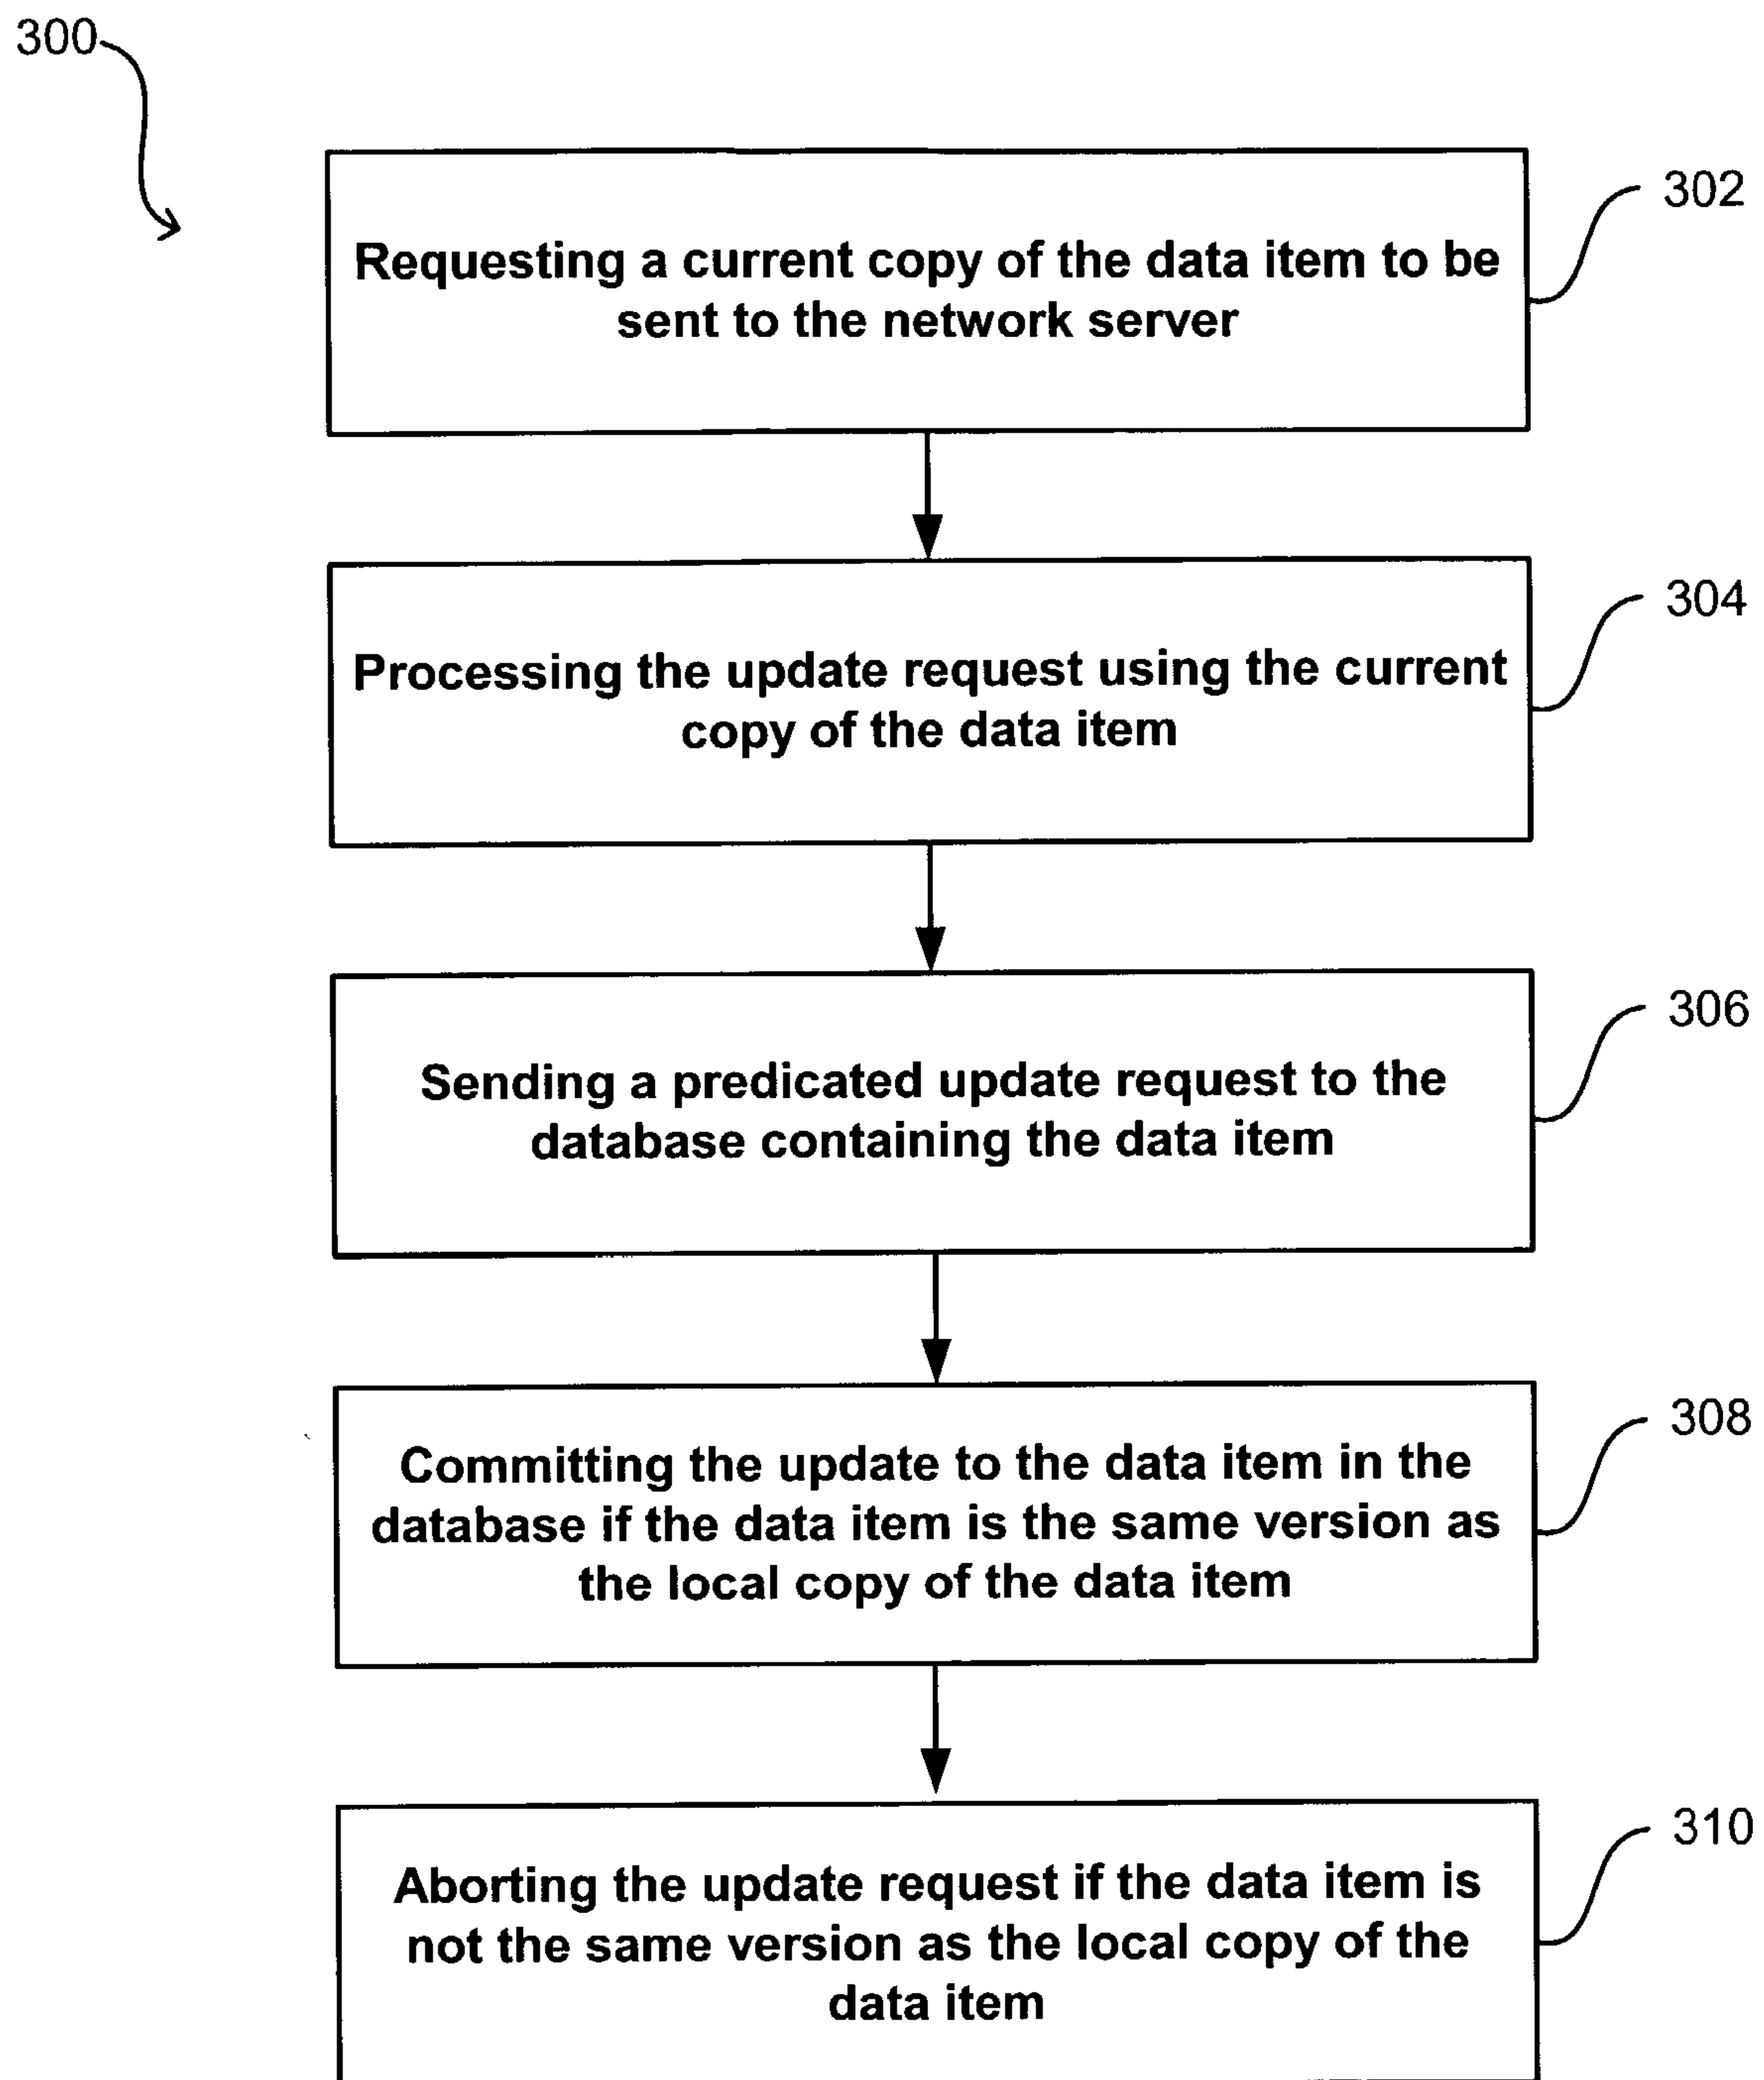 300
302
Requesting a current copy of the data item to be
sent to the network server
304
Processing the update request using the current
copy of the data item
306
Sending a predicated update request to the
database containing the data item
308
Committing the update to the data item in the
database if the data item is the same version as
the local copy of the data item
310
Aborting the update request if the data item is
not the same version as the local copy of the
data item